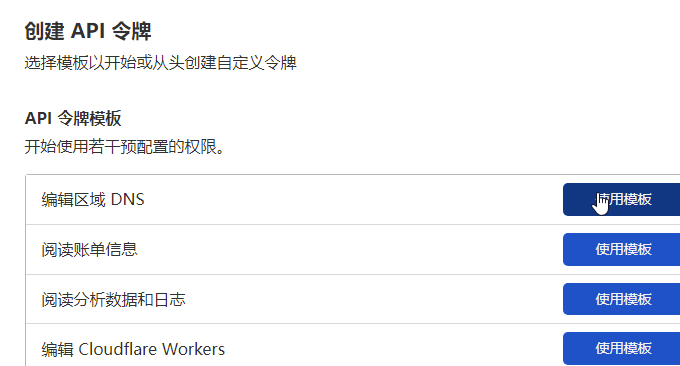 创建 API 令牌
选择模板以开始或从头创建自定义令牌
API 令牌模板
开始使用若干预配置的权限。
编辑区域 DNS
使用模板
阅读账单信息
使用模板
阅读分析数据和日志
使用模板
编辑 Cloudflare Workers
使用模板